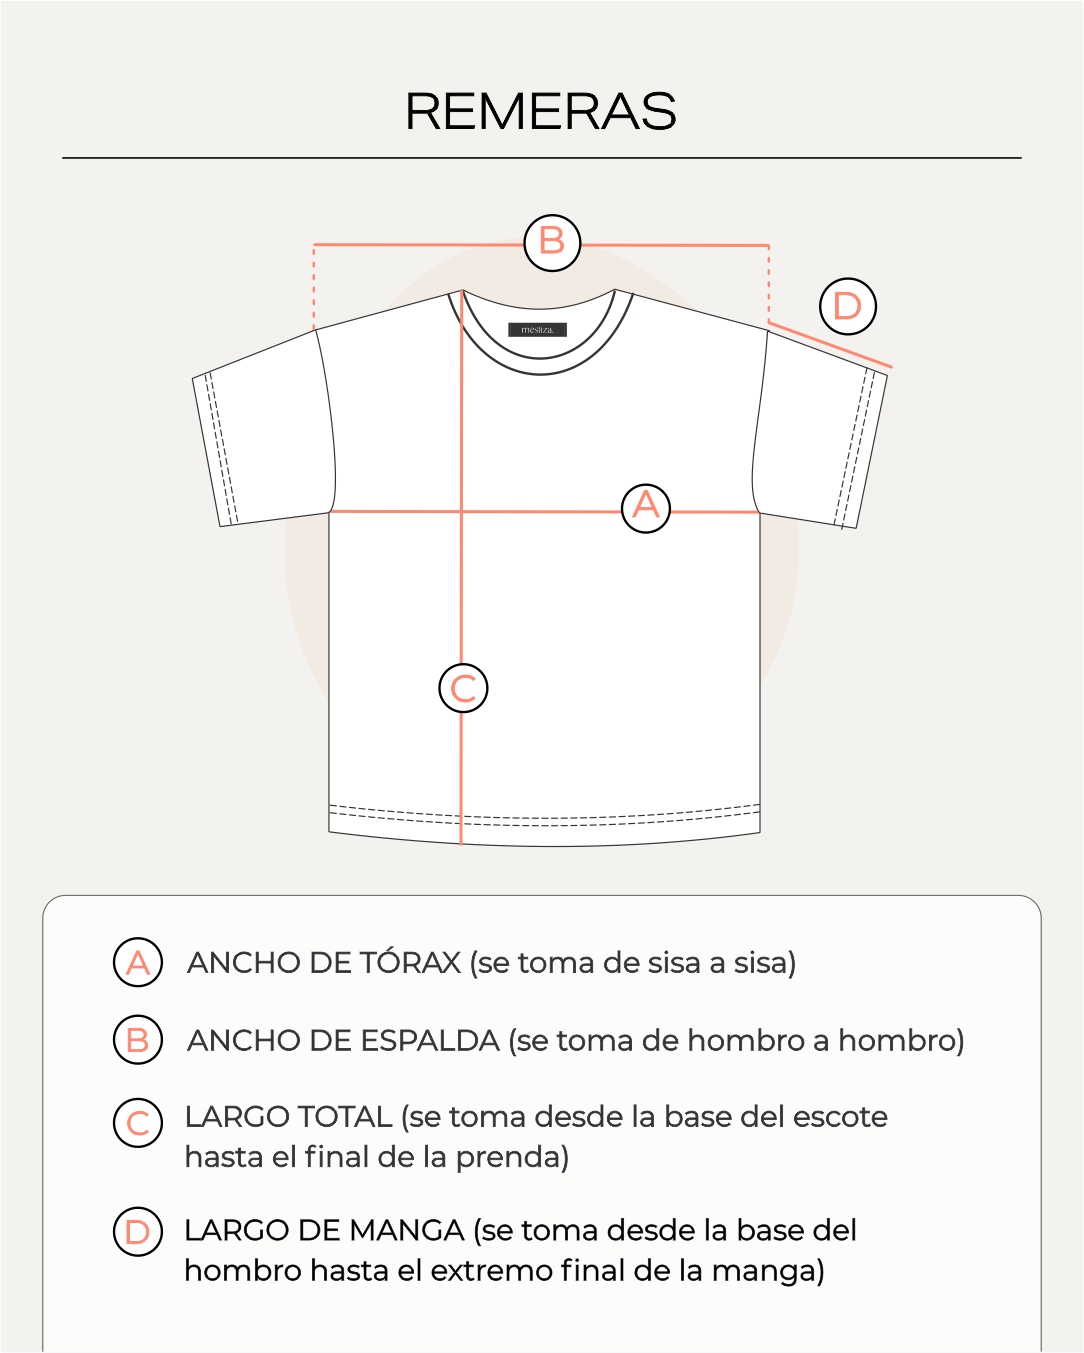 REMERAS
B
D
mestiza.
A
C
A ANCHO DE TÓRAX (se toma de sisa a sisa)
B ANCHO DE ESPALDA (se toma de hombro a hombro)
C LARGO TOTAL (se toma desde la base del escote
hasta el final de la prenda)
D LARGO DE MANGA (se toma desde la base del
hombro hasta el extremo final de la manga)